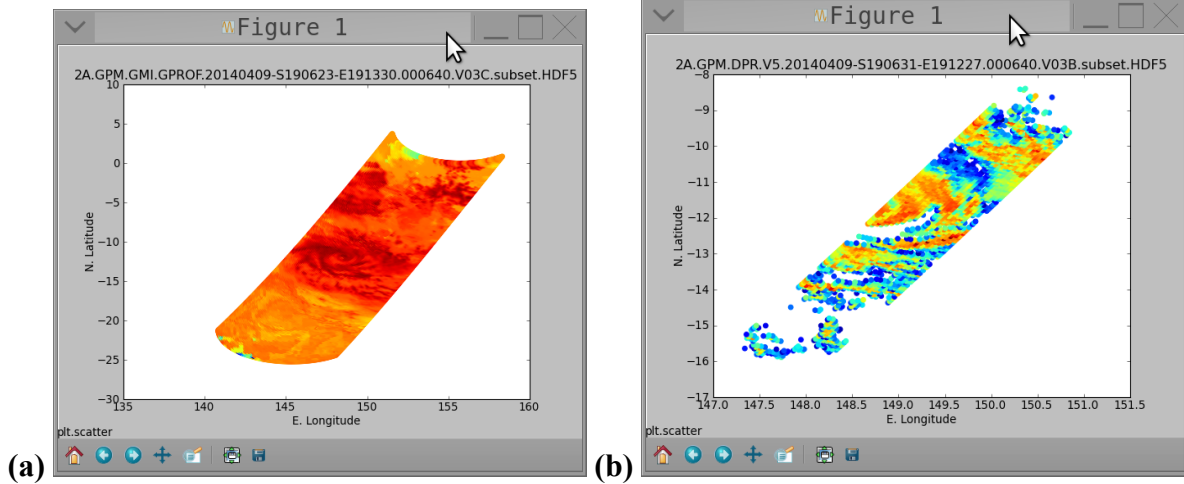 Figure 1
2A.GPM.GMI.GPROF.20140409-S190623-E191330.000640.V03C.subset.HDF5
10
5
0
−5
−10
−15
−20
−25
−30
N. Latitude
135 140 145 150 155 160
E. Longitude
plt.scatter
(a)
Figure 1
2A.GPM.DPR.V5.20140409-S190631-E191227.000640.V03B.subset.HDF5
−8
−9
−10
−11
−12
−13
−14
−15
−16
−17
N. Latitude
147.0 147.5 148.0 148.5 149.0 149.5 150.0 150.5 151.0 151.5
E. Longitude
plt.scatter
(b)